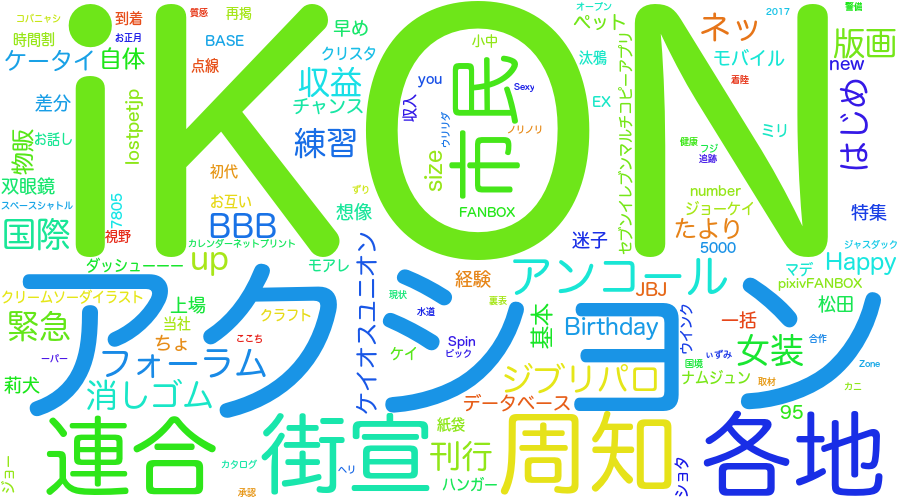 コバニャシ
質感
再掲
小中
オープン
2017
警備
到着
お正月
早め
ペット
ネッ
版画
時間割
BASE
クリスタ
汰鴉
モバイル
new
ケータイ
自体
点線
収益
you
Sexy
着陸
iKON
市民
はじめ
差分
チャンス
収入
EX
セブンイレブンマルチコピーアプリ
物販
お話し
lostpetjp
練習
ウリリダ
ノリノリ
ミリ
健康
フジ
追跡
双眼鏡
初代
size
number
スペースシャトル
7805
お互い
ずり
FANBOX
ジョーケイ
国際
視野
BBB
想像
迷子
たより
特集
カレンダーネットプリント
5000
ジャスダック
ダッシューーー
up
モアレ
ケイオスユニオン
経験
アンコール
マデ
Happy
クリームソーダイラスト
上場
現状
裏表
JBJ
pixivFANBOX
松田
アクション
緊急
当社
クラフト
水道
基本
Birthday
ウインク
一括
ちょ
ここち
Spin
女装
合作
ーパー
フォーラム
ケイ
ビック
国境
いずみ
Zone
莉犬
消しゴム
ジブリパロ
ナムジュン
取材
カニ
データベース
95
連合
街宣
紙袋
刊行
周知
各地
ジョー
カタログ
ヘリ
ハンガー
ショタ
承認